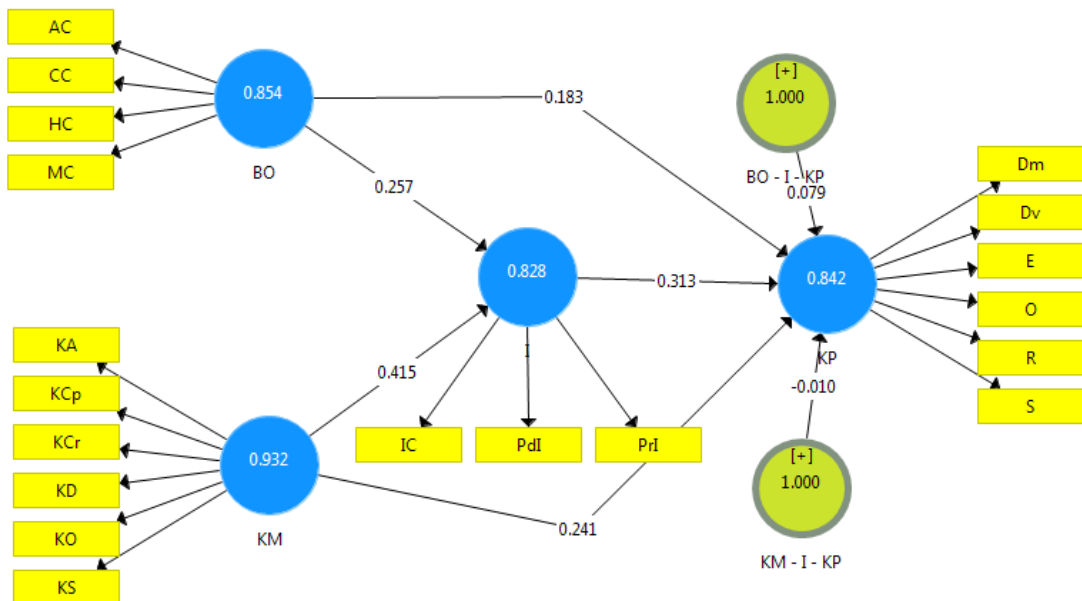 AC
CC
HC
MC
0.854
BO
0.183
0.257
[+]
1.000
BO - I - KP
0.079
Dm
Dv
E
O
R
S
0.828
I
0.313
0.842
KP
KA
KCp
KCr
KD
KO
KS
0.932
KM
0.415
IC
PdI
PrI
0.241
-0.010
[+]
1.000
KM - I - KP